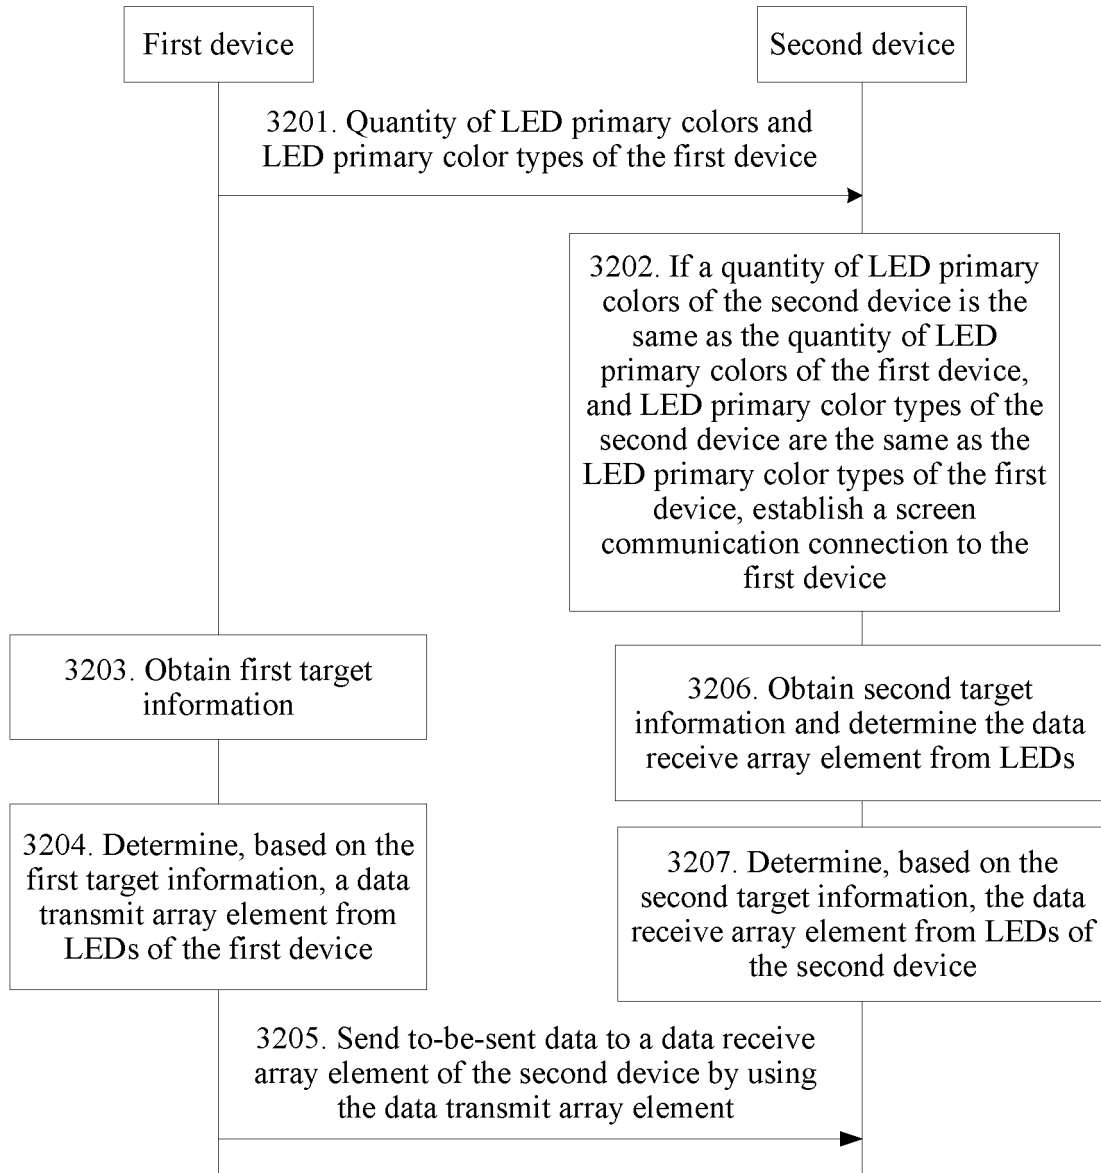 First device
Second device
3201. Quantity of LED primary colors and
LED primary color types of the first device
3202. If a quantity of LED primary
colors of the second device is the
same as the quantity of LED
primary colors of the first device,
and LED primary color types of the
second device are the same as the
LED primary color types of the first
device, establish a screen
communication connection to the
first device
3203. Obtain first target
information
3206. Obtain second target
information and determine the data
receive array element from LEDs
3204. Determine, based on the
first target information, a data
transmit array element from
LEDs of the first device
3207. Determine, based on the
second target information, the data
receive array element from LEDs of
the second device
3205. Send to-be-sent data to a data receive
array element of the second device by using
the data transmit array element